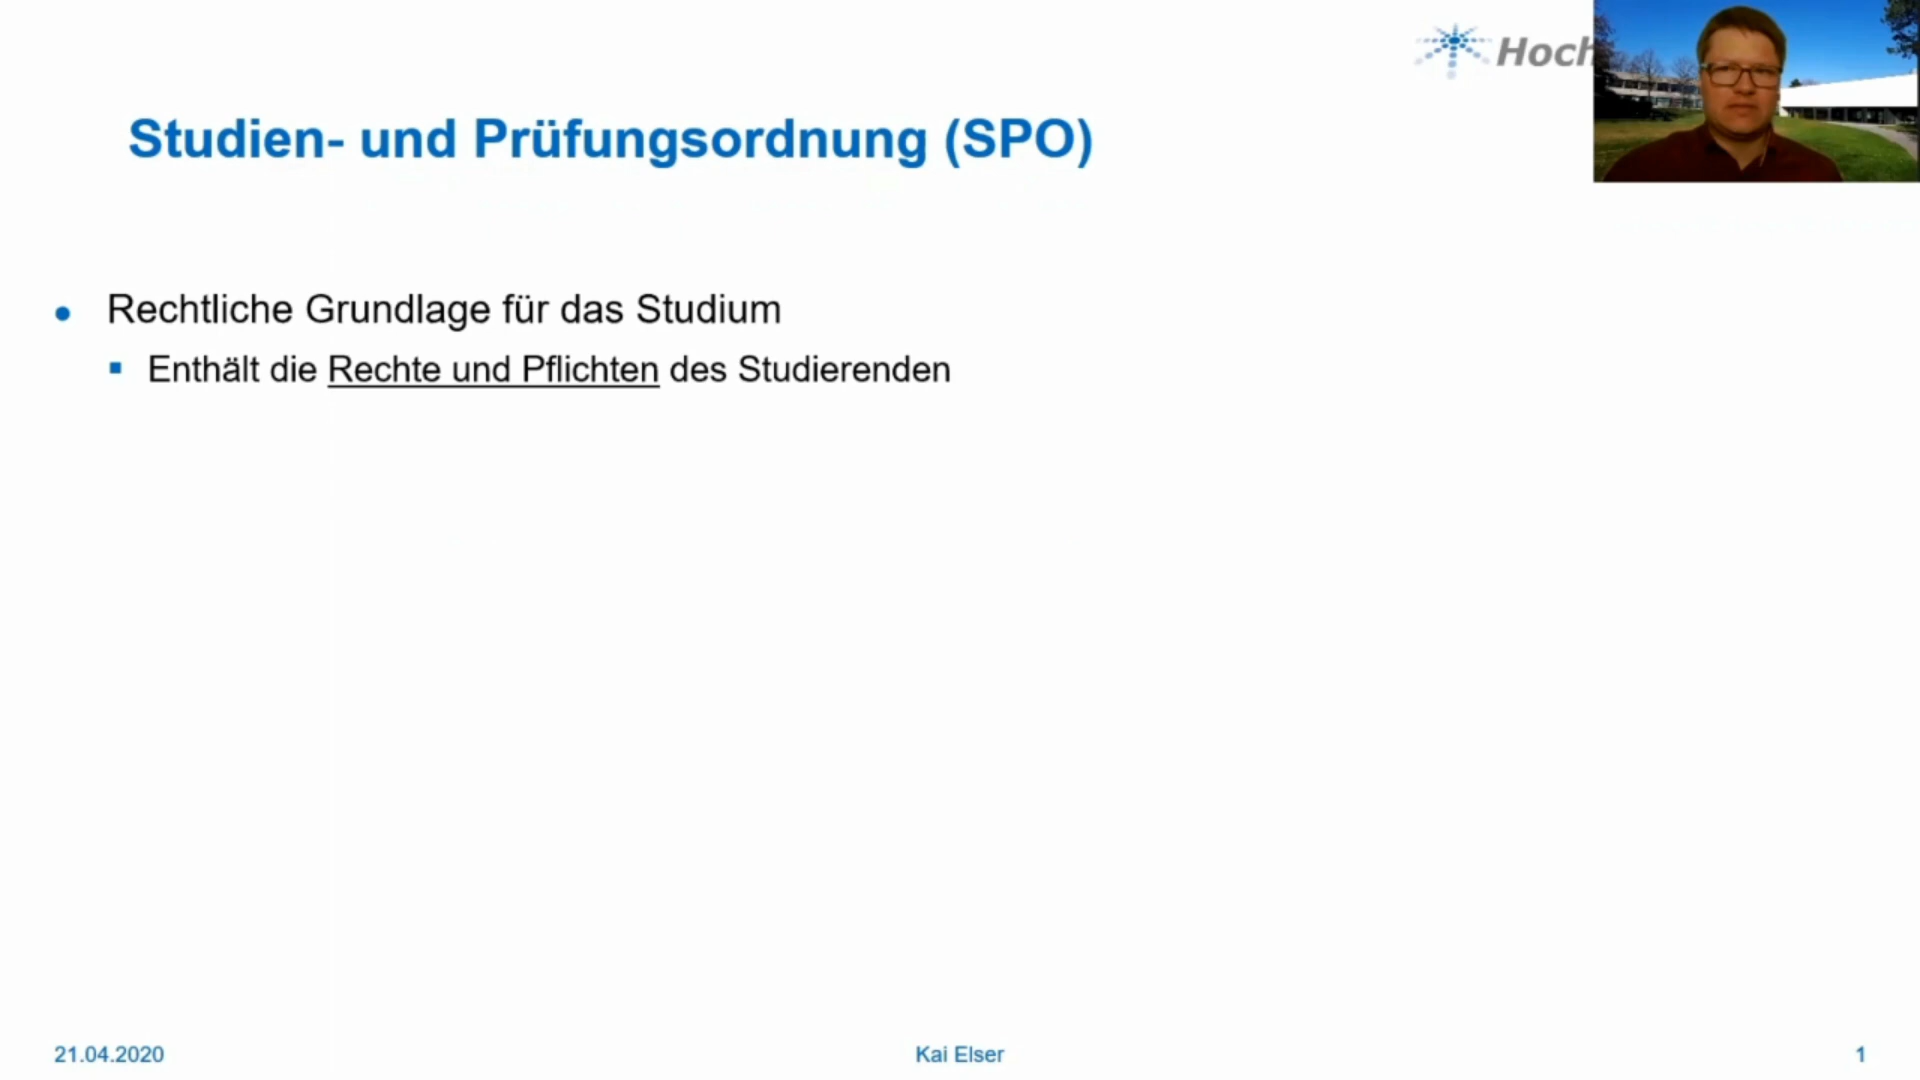 Hoch
Studien- und Prüfungsordnung (SPO)
Rechtliche Grundlage für das Studium
Enthält die Rechte und Pflichten des Studierenden
21.04.2020
Kai Elser
1